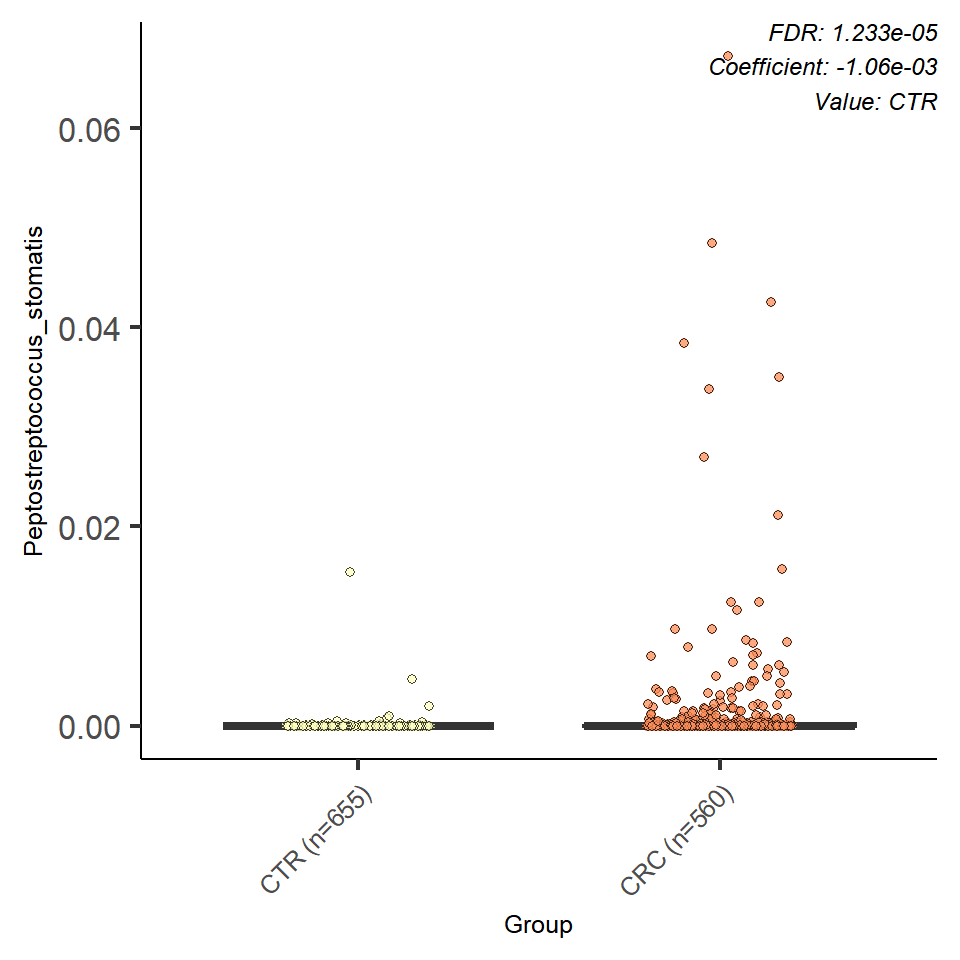 FDR: 1.233e-05
Coefficient: -1.06e-03
Value: CTR
Peptostreptococcus_stomatis
0.06
0.04
0.02
0.00
CTR (n=655)
CRC (n=560)
Group